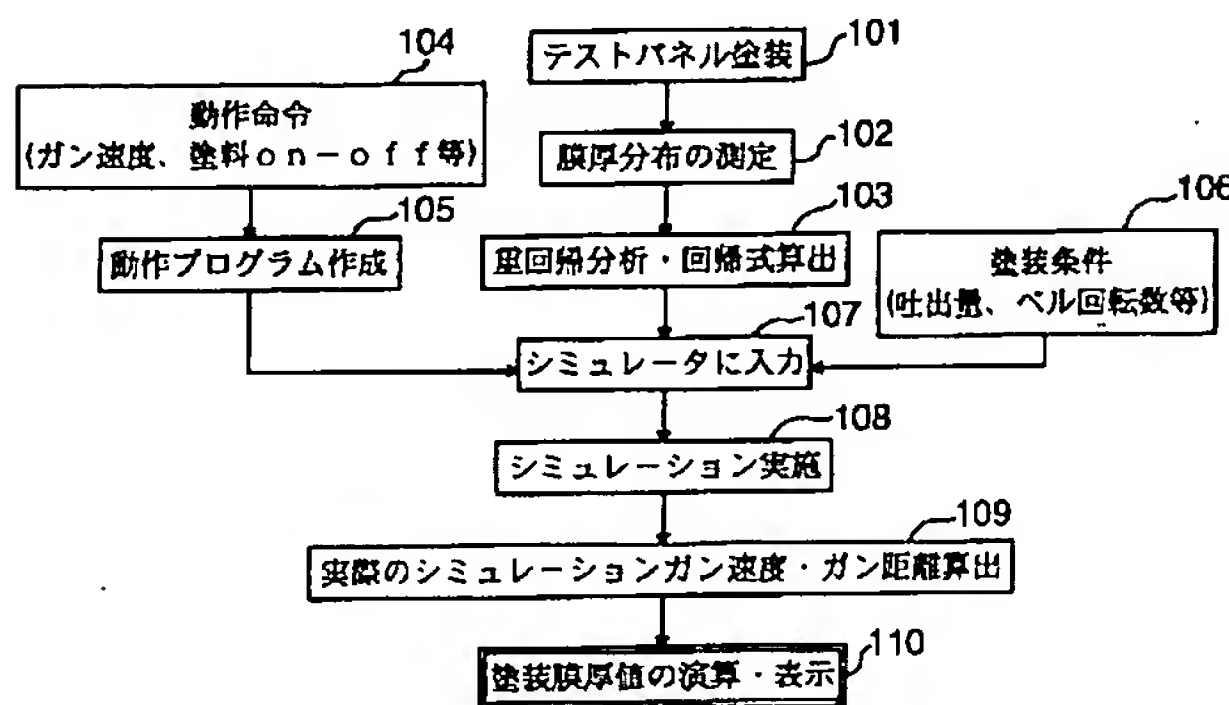 101
テストパネル塗装
104
動作命令
(ガン速度、塗料on-off等)
102
膜厚分布の測定
105
動作プログラム作成
103
重回帰分析・回帰式算出
106
塗装条件
(吐出量、ベル回転数等)
107
シミュレータに入力
108
シミュレーション実施
109
実際のシミュレーションガン速度・ガン距離算出
110
塗装膜厚値の演算・表示